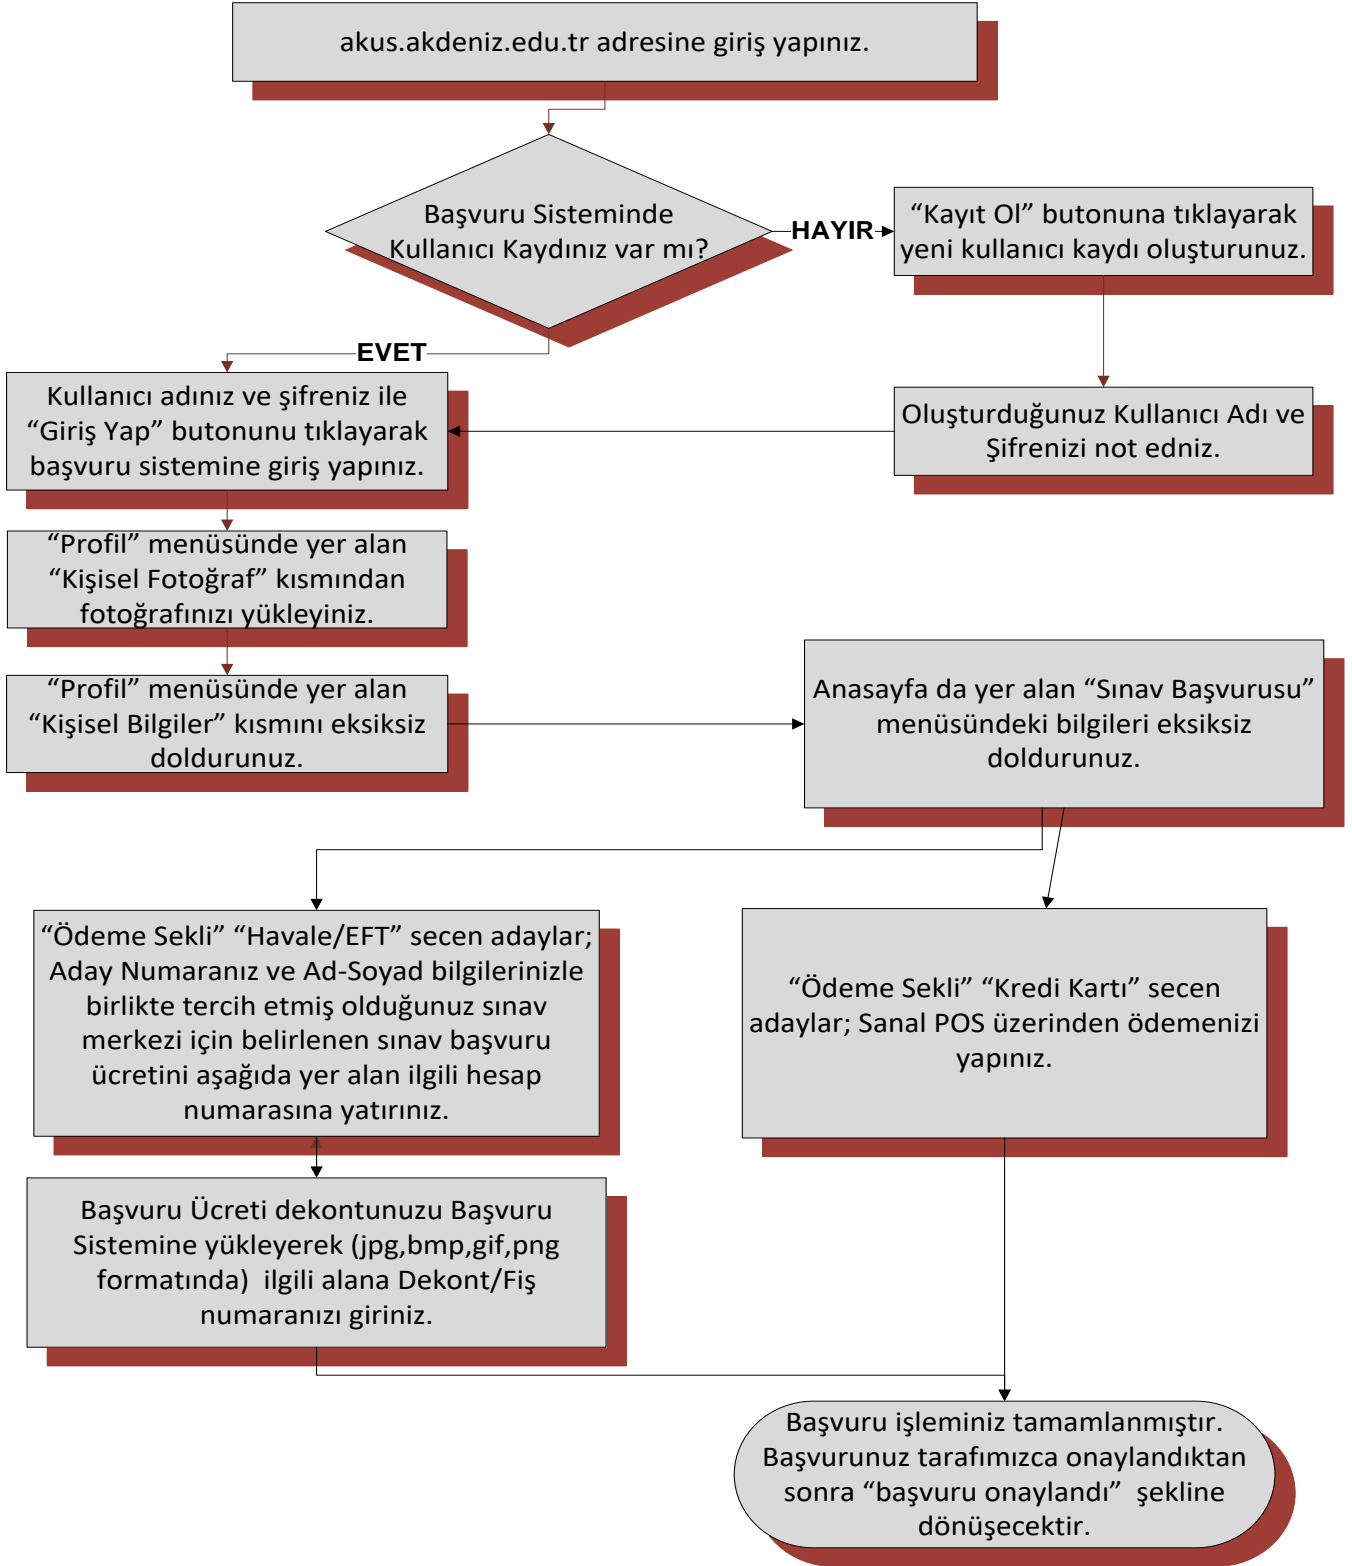 akus.akdeniz.edu.tr adresine giriş yapınız.
Başvuru Sisteminde
Kullanıcı Kaydınız var mı?
HAYIR
“Kayıt Ol” butonuna tıklayarak
yeni kullanıcı kaydı oluşturunuz.
EVET
Kullanıcı adınız ve şifreniz ile
“Giriş Yap” butonunu tıklayarak
başvuru sistemine giriş yapınız.
Oluşturduğunuz Kullanıcı Adı ve
Şifrenizi not edniz.
“Profil” menüsünde yer alan
“Kişisel Fotoğraf” kısmından
fotoğrafınızı yükleyiniz.
“Profil” menüsünde yer alan
“Kişisel Bilgiler” kısmını eksiksiz
doldurunuz.
Anasayfa da yer alan “Sınav Başvurusu”
menüsündeki bilgileri eksiksiz
doldurunuz.
“Ödeme Sekli” “Havale/EFT” secen adaylar;
Aday Numaranız ve Ad-Soyad bilgilerinizle
birlikte tercih etmiş olduğunuz sınav
merkezi için belirlenen sınav başvuru
ücretini aşağıda yer alan ilgili hesap
numarasına yatırınız.
“Ödeme Sekli” “Kredi Kartı” secen
adaylar; Sanal POS üzerinden ödemenizi
yapınız.
Başvuru Ücreti dekontunuzu Başvuru
Sistemine yükleyerek (jpg,bmp,gif,png
formatında) ilgili alana Dekont/Fiş
numaranızı giriniz.
Başvuru işleminiz tamamlanmıştır.
Başvurunuz tarafımızca onaylandıktan
sonra “başvuru onaylandı” şekline
dönüşecektir.